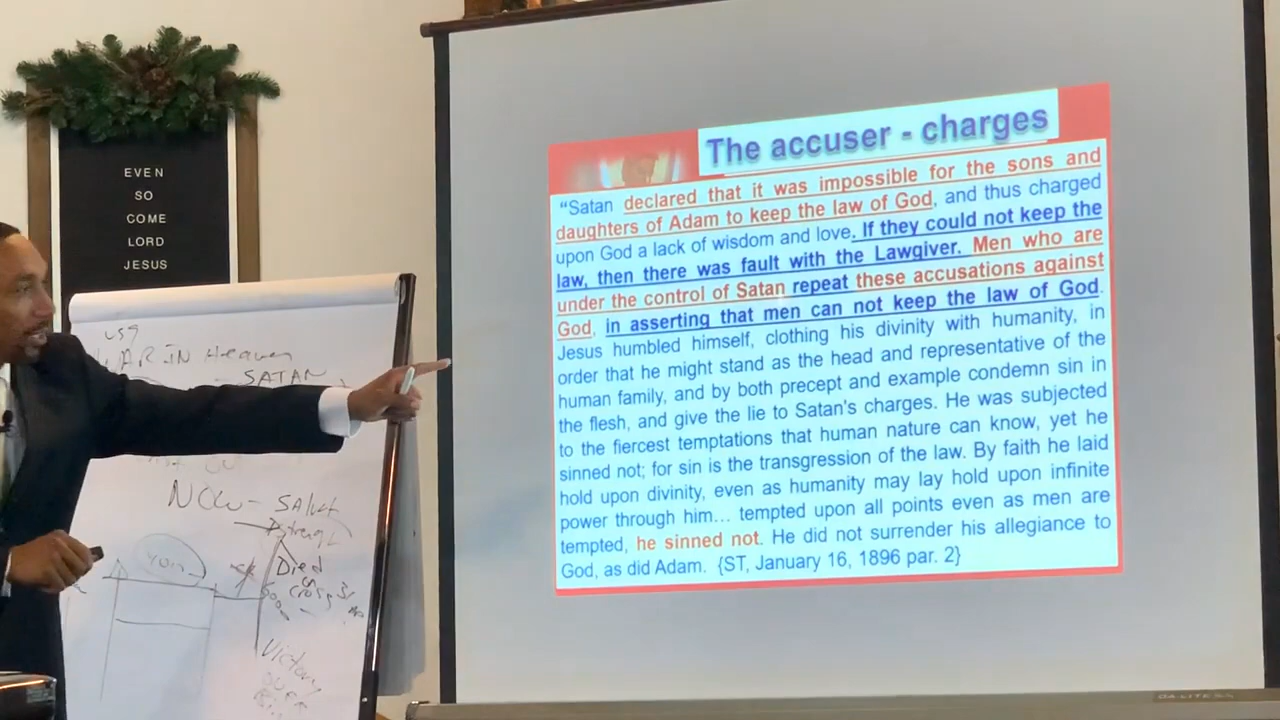 EVEN
SO
COME
LORD
JESUS
WAR IN Heaven
SATAN
NOW -
Died
Cross
Victory
The accuser - charges
“Satan declared that it was impossible for the sons and
daughters of Adam to keep the law of God, and thus charged
upon God a lack of wisdom and love. If they could not keep the
law, then there was fault with the Lawgiver. Men who are
under the control of Satan repeat these accusations against
God, in asserting that men can not keep the law of God.
Jesus humbled himself, clothing his divinity with humanity, in
order that he might stand as the head and representative of the
human family, and by both precept and example condemn sin in
the flesh, and give the lie to Satan's charges. He was subjected
to the fiercest temptations that human nature can know, yet he
sinned not; for sin is the transgression of the law. By faith he laid
hold upon divinity, even as humanity may lay hold upon infinite
power through him... tempted upon all points even as men are
tempted, he sinned not. He did not surrender his allegiance to
God, as did Adam. {ST, January 16, 1896 par. 2}
DA-LITE